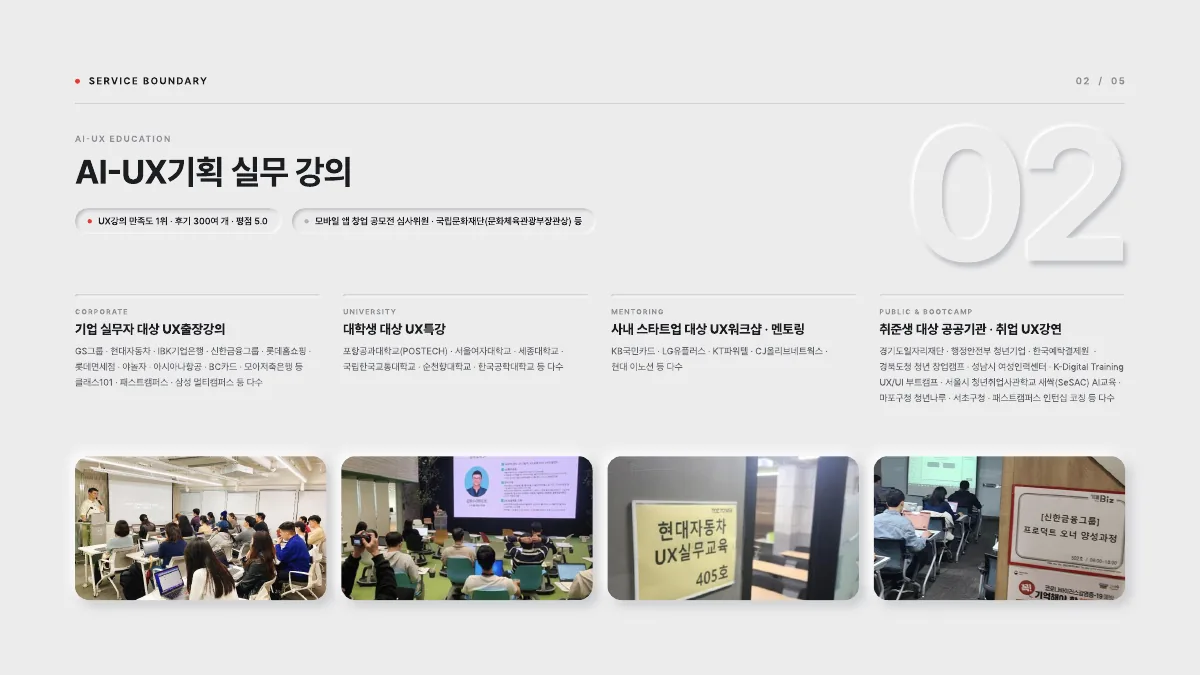 SERVICE BOUNDARY
02 / 05
AI-UX EDUCATION
AI-UX기획 실무 강의
UX강의 만족도 1위 · 후기 300여 개 · 평점 5.0
모바일 앱 창업 공모전 심사위원 · 국립문화재단(문화체육관광부장관상) 등
02
CORPORATE
기업 실무자 대상 UX출장강의
GS그룹 · 현대자동차 · IBK기업은행 · 신한금융그룹 · 롯데홈쇼핑 ·
롯데면세점 · 야놀자 · 아시아나항공 · BC카드 · 모아저축은행 등
클래스101 · 패스트캠퍼스 · 삼성 멀티캠퍼스 등 다수
UNIVERSITY
대학생 대상 UX특강
포항공과대학교(POSTECH) · 서울여자대학교 · 세종대학교 ·
국립한국교통대학교 · 순천향대학교 · 한국공학대학교 등 다수
MENTORING
사내 스타트업 대상 UX워크샵 · 멘토링
KB국민카드 · LG유플러스 · KT파워텔 · CJ올리브네트웍스 ·
현대 이노션 등 다수
PUBLIC & BOOTCAMP
취준생 대상 공공기관 · 취업 UX강연
경기도일자리재단 · 행정안전부 청년기업 · 한국예탁결제원 ·
경북도청 청년 창업캠프 · 성남시 여성인력센터 · K-Digital Training
UX/UI 부트캠프 · 서울시 청년취업사관학교 새싹(SeSAC) AI교육 ·
마포구청 청년나루 · 서초구청 · 패스트캠퍼스 인턴십 코칭 등 다수
현대자동차
UX실무교육
405호
Biz
[신한금융그룹]
프로덕트 오너 양성과정